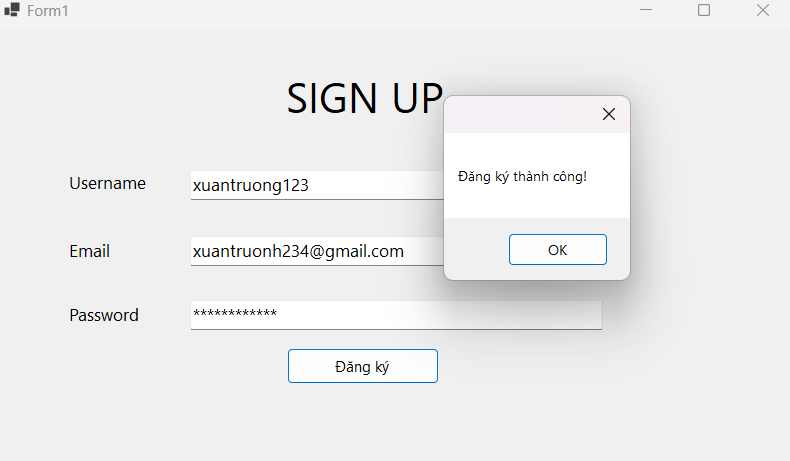 Form1
SIGN UP
Username
xuantruong123
Đăng ký thành công!
Email
xuantruonh234@gmail.com
OK
Password
************
Đăng ký